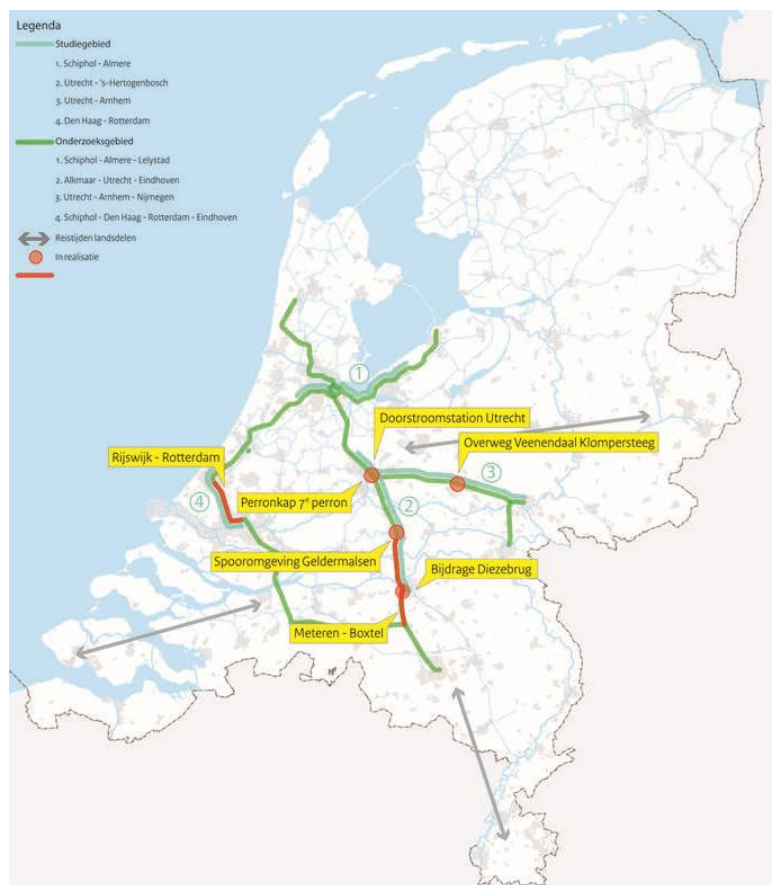 Legenda
Studiegebied
1. Schiphol - Almere
2. Utrecht - 's-Hertogenbosch
3. Utrecht - Arnhem
4. Den Haag - Rotterdam
Onderzoeksgebied
1. Schiphol - Almere - Lelystad
2. Alkmaar - Utrecht - Eindhoven
3. Utrecht - Arnhem - Nijmegen
4. Schiphol - Den Haag - Rotterdam - Eindhoven
Reistijden landsdelen
In realisatie
1
Doorstroomstation Utrecht
Overweg Veenendaal Klompersteeg
Rijswijk - Rotterdam
3
4
Perronkap 7e perron
2
Spooromgeving Geldermalsen
Bijdrage Diezebrug
Meteren - Boxtel